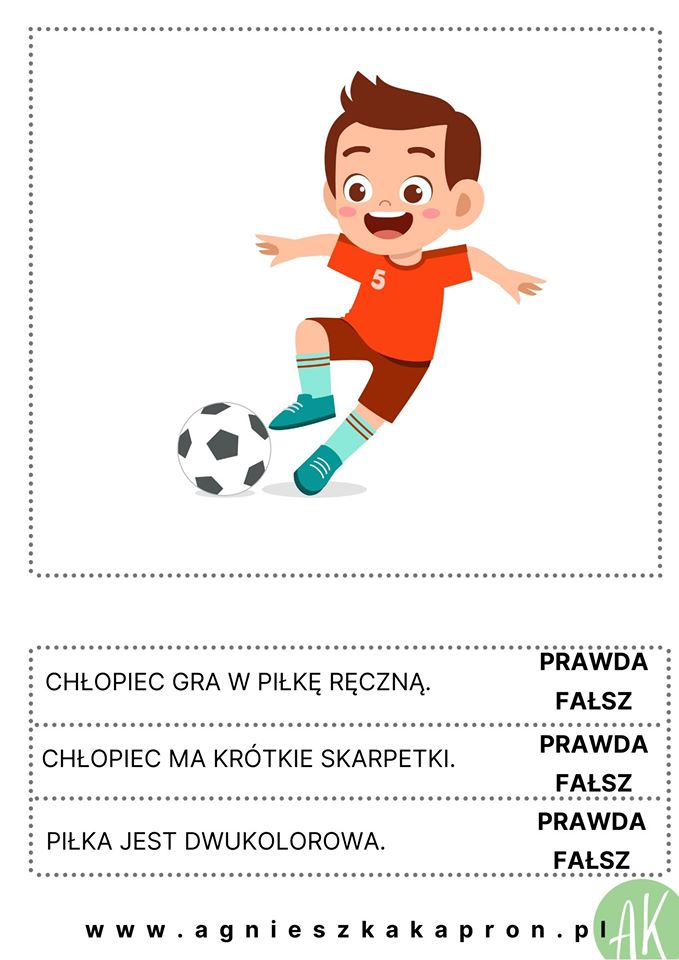 5
CHŁOPIEC GRA W PIŁKĘ RĘCZNĄ.
PRAWDA
FAŁSZ
CHŁOPIEC MA KRÓTKIE SKARPETKI.
PRAWDA
FAŁSZ
PIŁKA JEST DWUKOLOROWA.
PRAWDA
FAŁSZ
www.agnieszkakapron.pl
AK